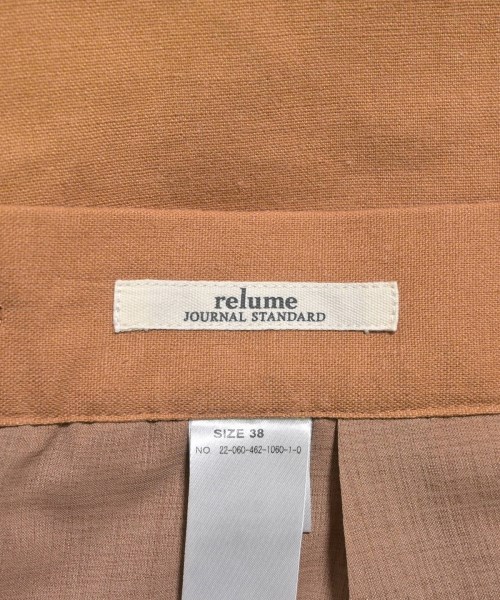 relume
JOURNAL STANDARD
SIZE 38
NO 22-060-462-1060-1-0